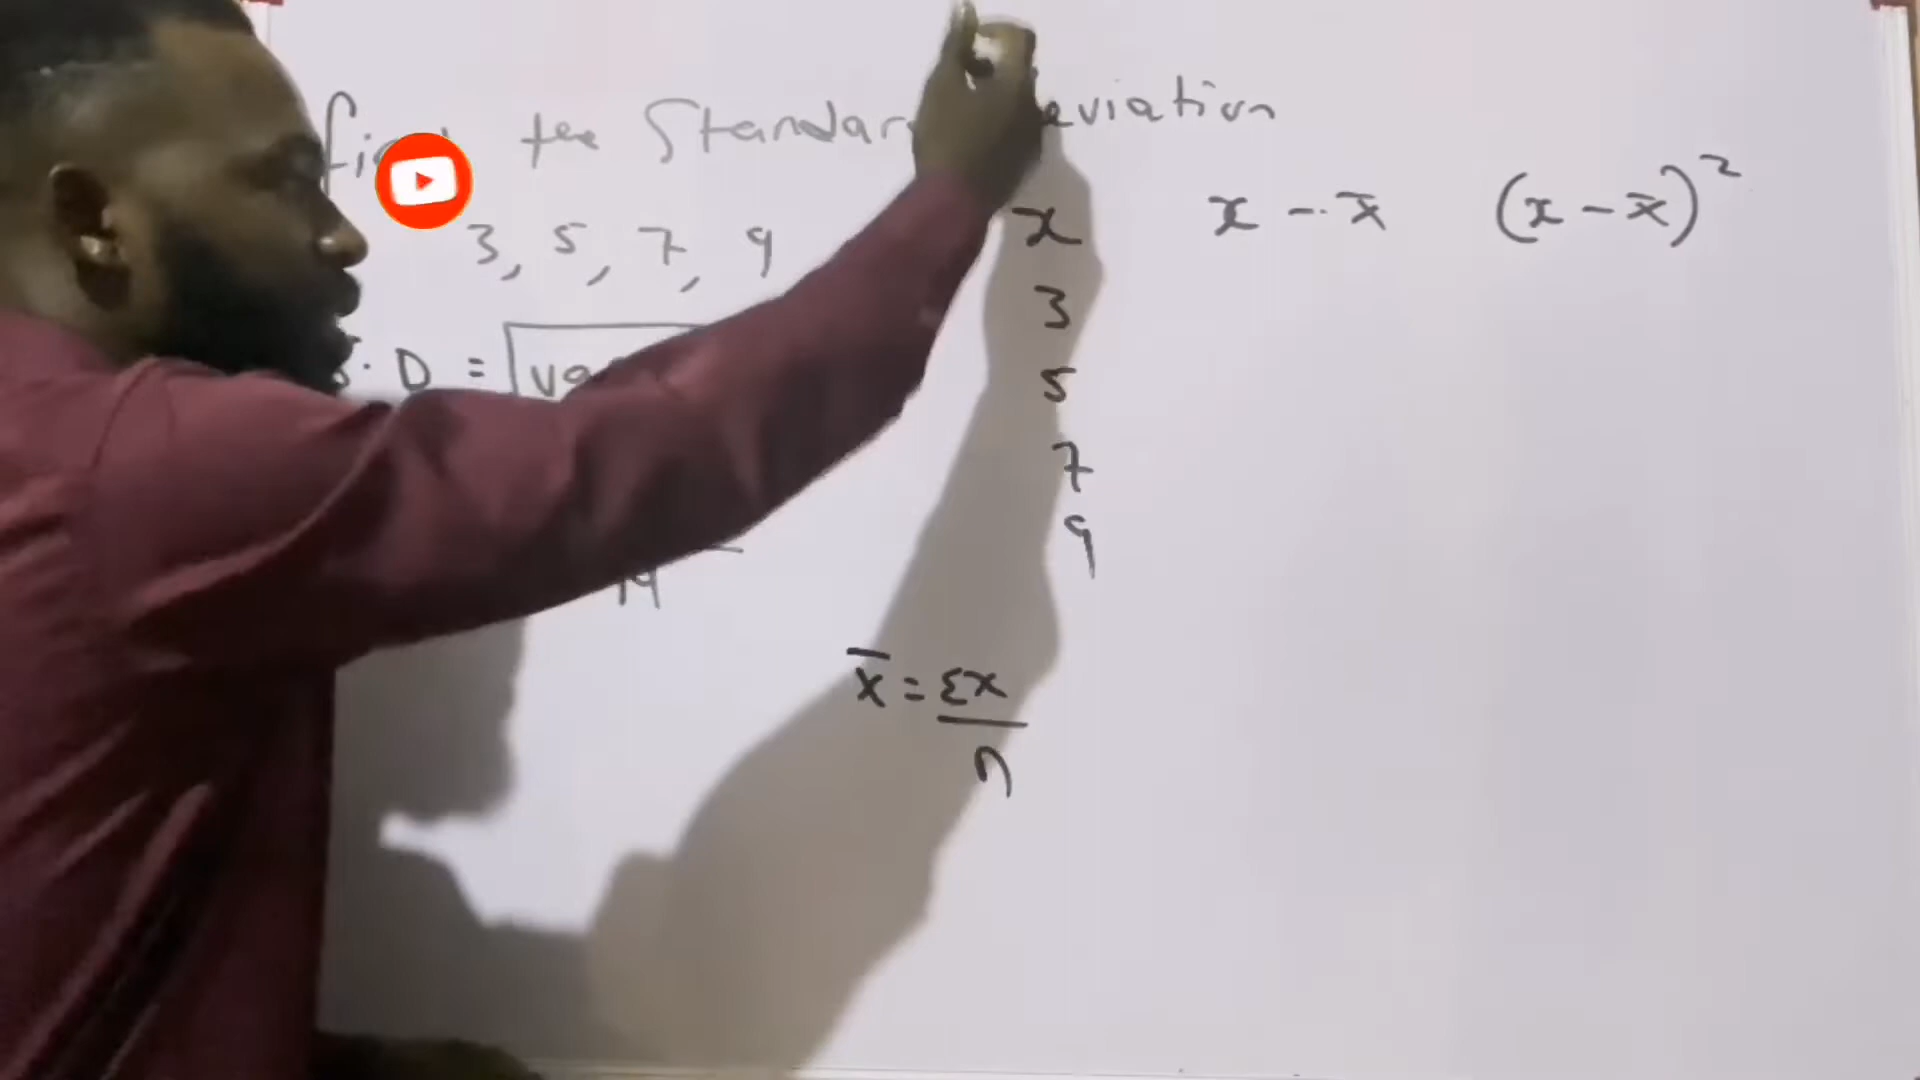 the Standar eviation
3, 5, 7, 9
S.D =
x x - x̄ (x - x̄)²
3
5
7
9
x̄ = Σx
n